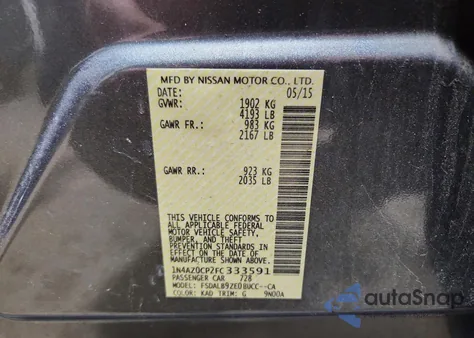 MFD BY NISSAN MOTOR CO., LTD.
DATE: 05/15
GVWR: 1902 KG
4193 LB
GAWR FR.: 983 KG
2167 LB
GAWR RR.: 923 KG
2035 LB
THIS VEHICLE CONFORMS TO
ALL APPLICABLE FEDERAL
MOTOR VEHICLE SAFETY,
BUMPER, AND THEFT
PREVENTION STANDARDS IN
EFFECT ON THE DATE OF
MANUFACTURE SHOWN ABOVE.
1N4AZ0CP2FC333591
PASSENGER CAR 728
MODEL: FSDALB9ZE0BUCC--CA
COLOR: KAD TRIM: G 9N00A
autoSnap